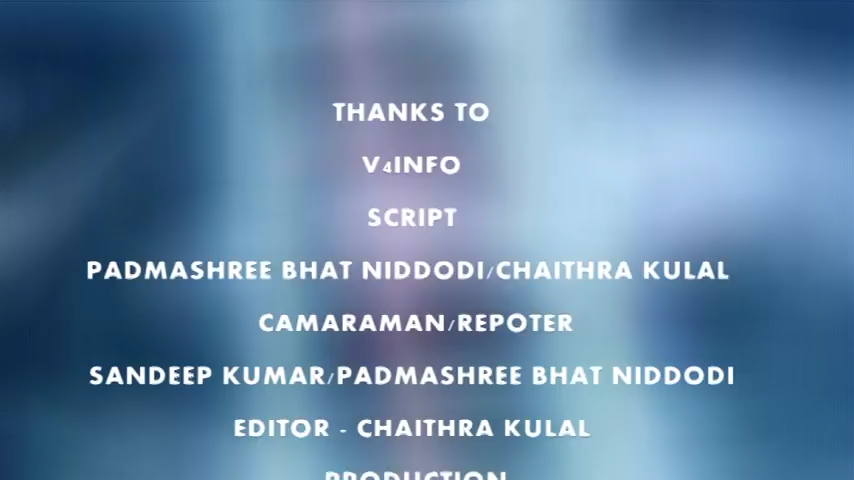 THANKS TO
V4INFO
SCRIPT
PADMASHREE BHAT NIDDODI/CHAITHRA KULAL
CAMARAMAN/REPOTER
SANDEEP KUMAR/PADMASHREE BHAT NIDDODI
EDITOR - CHAITHRA KULAL
PRODUCTION